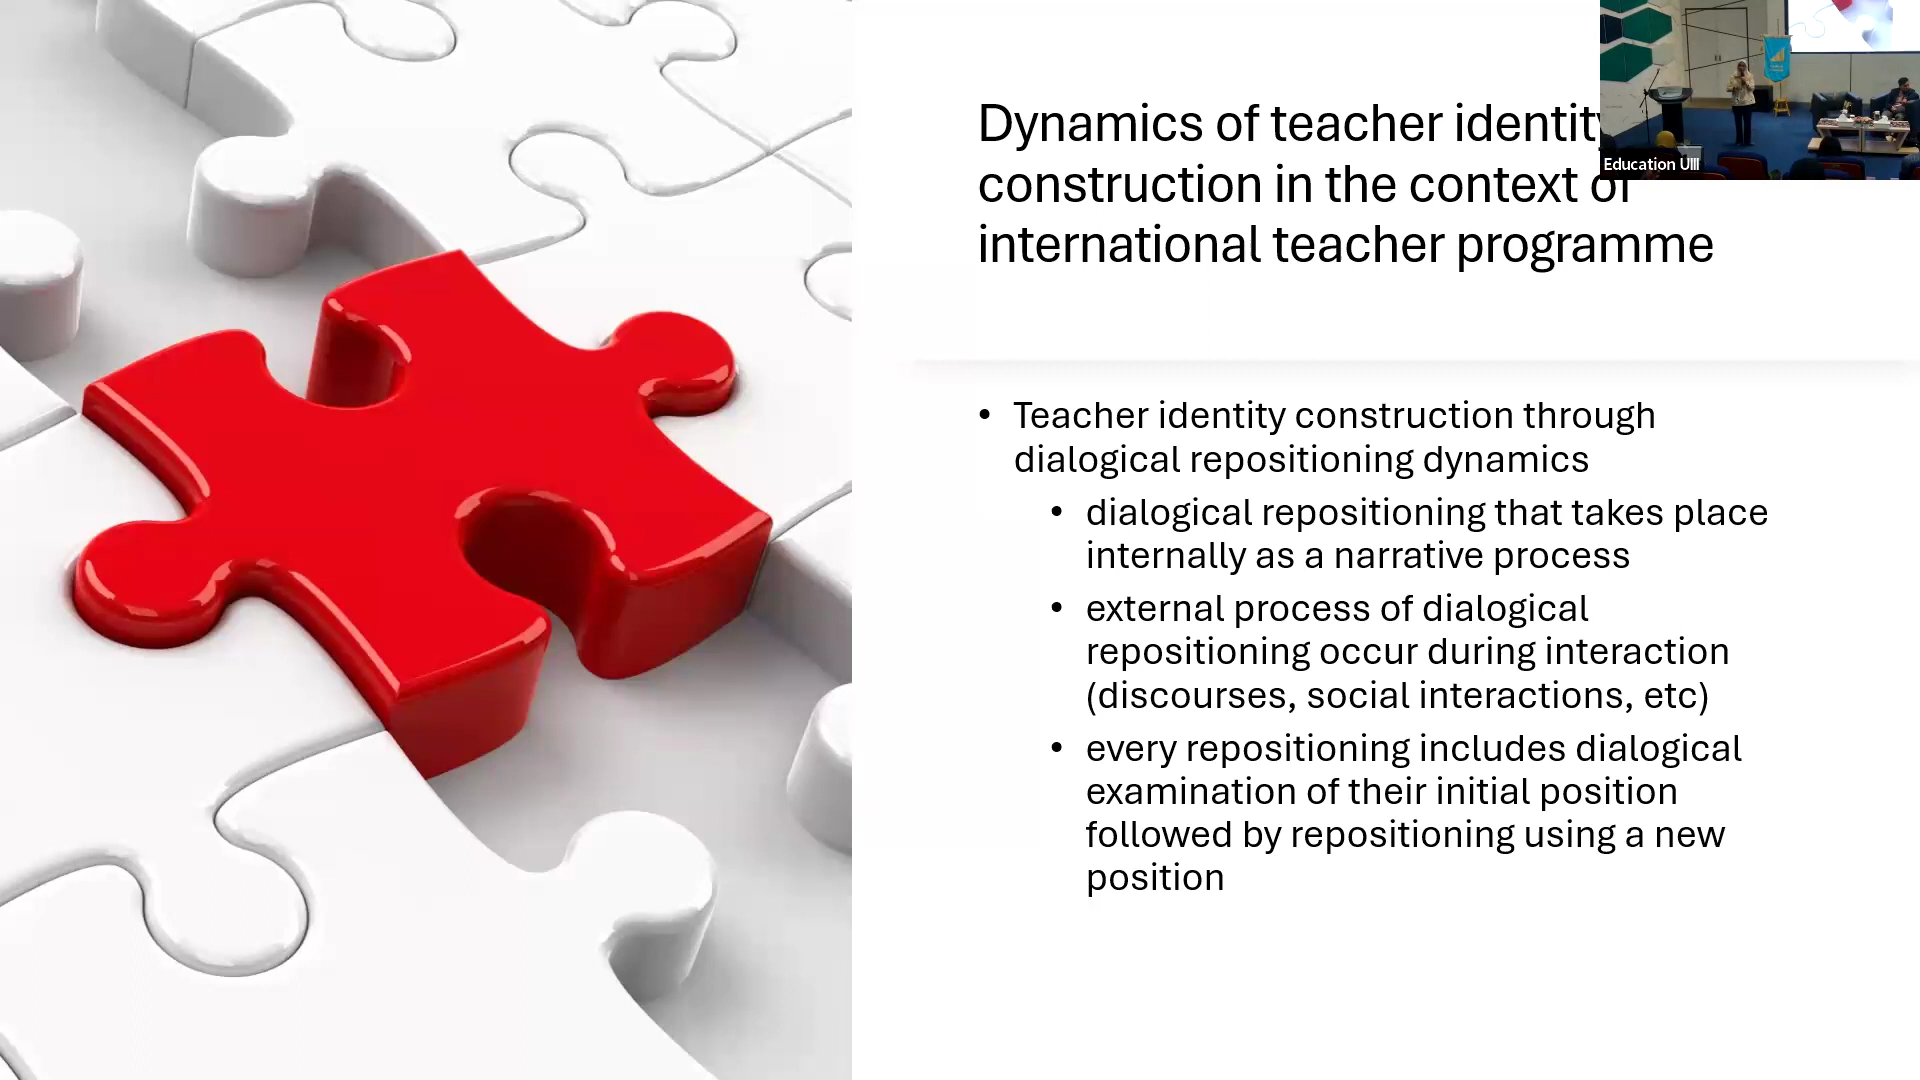 Dynamics of teacher identity
construction in the context of
international teacher programme
Education UIII
• Teacher identity construction through
dialogical repositioning dynamics
• dialogical repositioning that takes place
internally as a narrative process
• external process of dialogical
repositioning occur during interaction
(discourses, social interactions, etc)
• every repositioning includes dialogical
examination of their initial position
followed by repositioning using a new
position